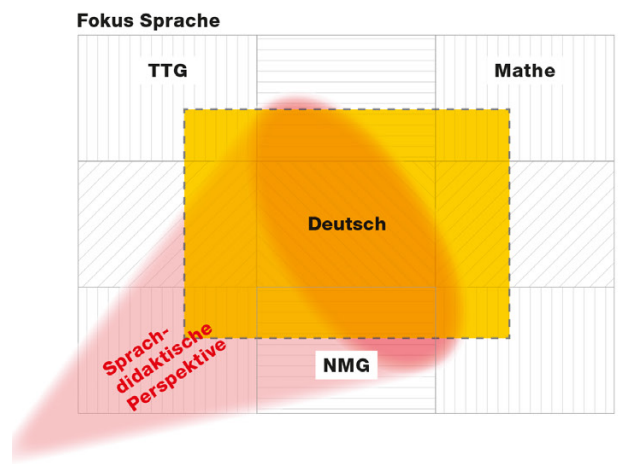 Fokus Sprache
TTG
Mathe
Deutsch
Sprach-
didaktische
Perspektive
NMG